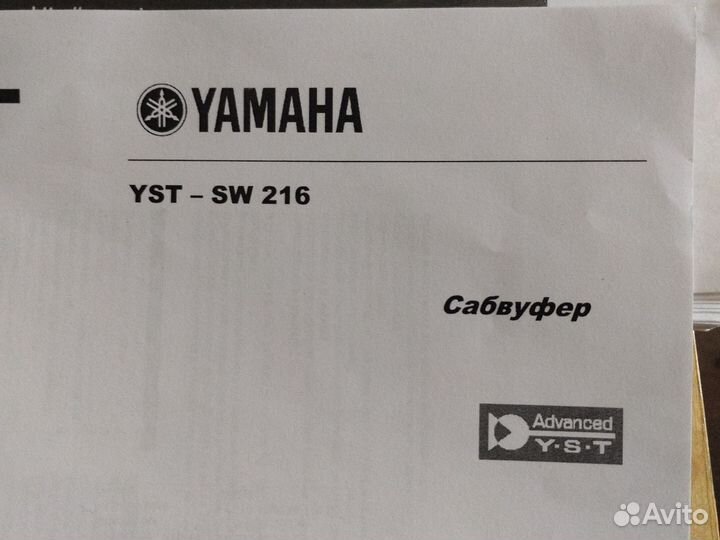 YAMAHA
YST – SW 216
Сабвуфер
Advanced
Y·S·T
Avito